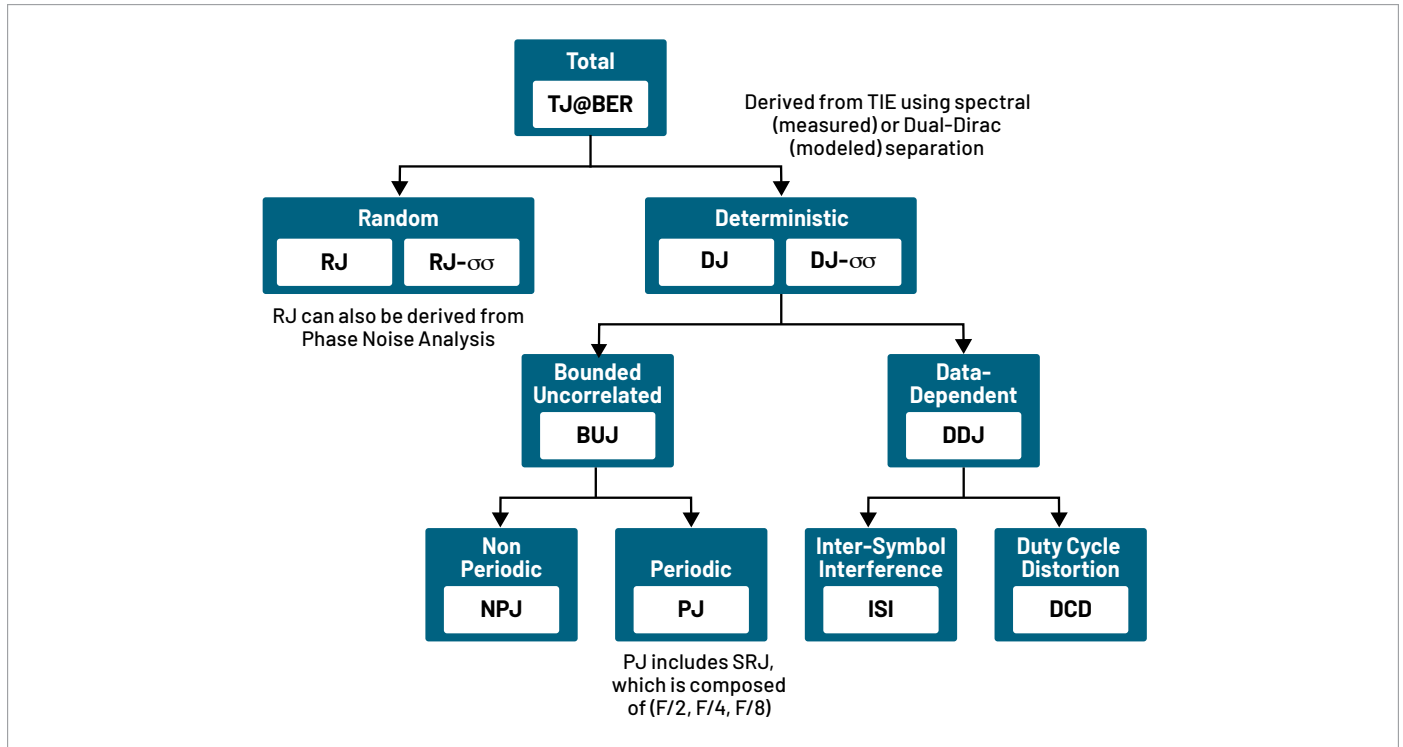 Total
TJ@BER
Derived from TIE using spectral
(measured) or Dual-Dirac
(modeled) separation
Random
RJ
RJ-σσ
RJ can also be derived from
Phase Noise Analysis
Deterministic
DJ
DJ-σσ
Bounded
Uncorrelated
BUJ
Data-
Dependent
DDJ
Non
Periodic
NPJ
Periodic
PJ
PJ includes SRJ,
which is composed
of (F/2, F/4, F/8)
Inter-Symbol
Interference
ISI
Duty Cycle
Distortion
DCD